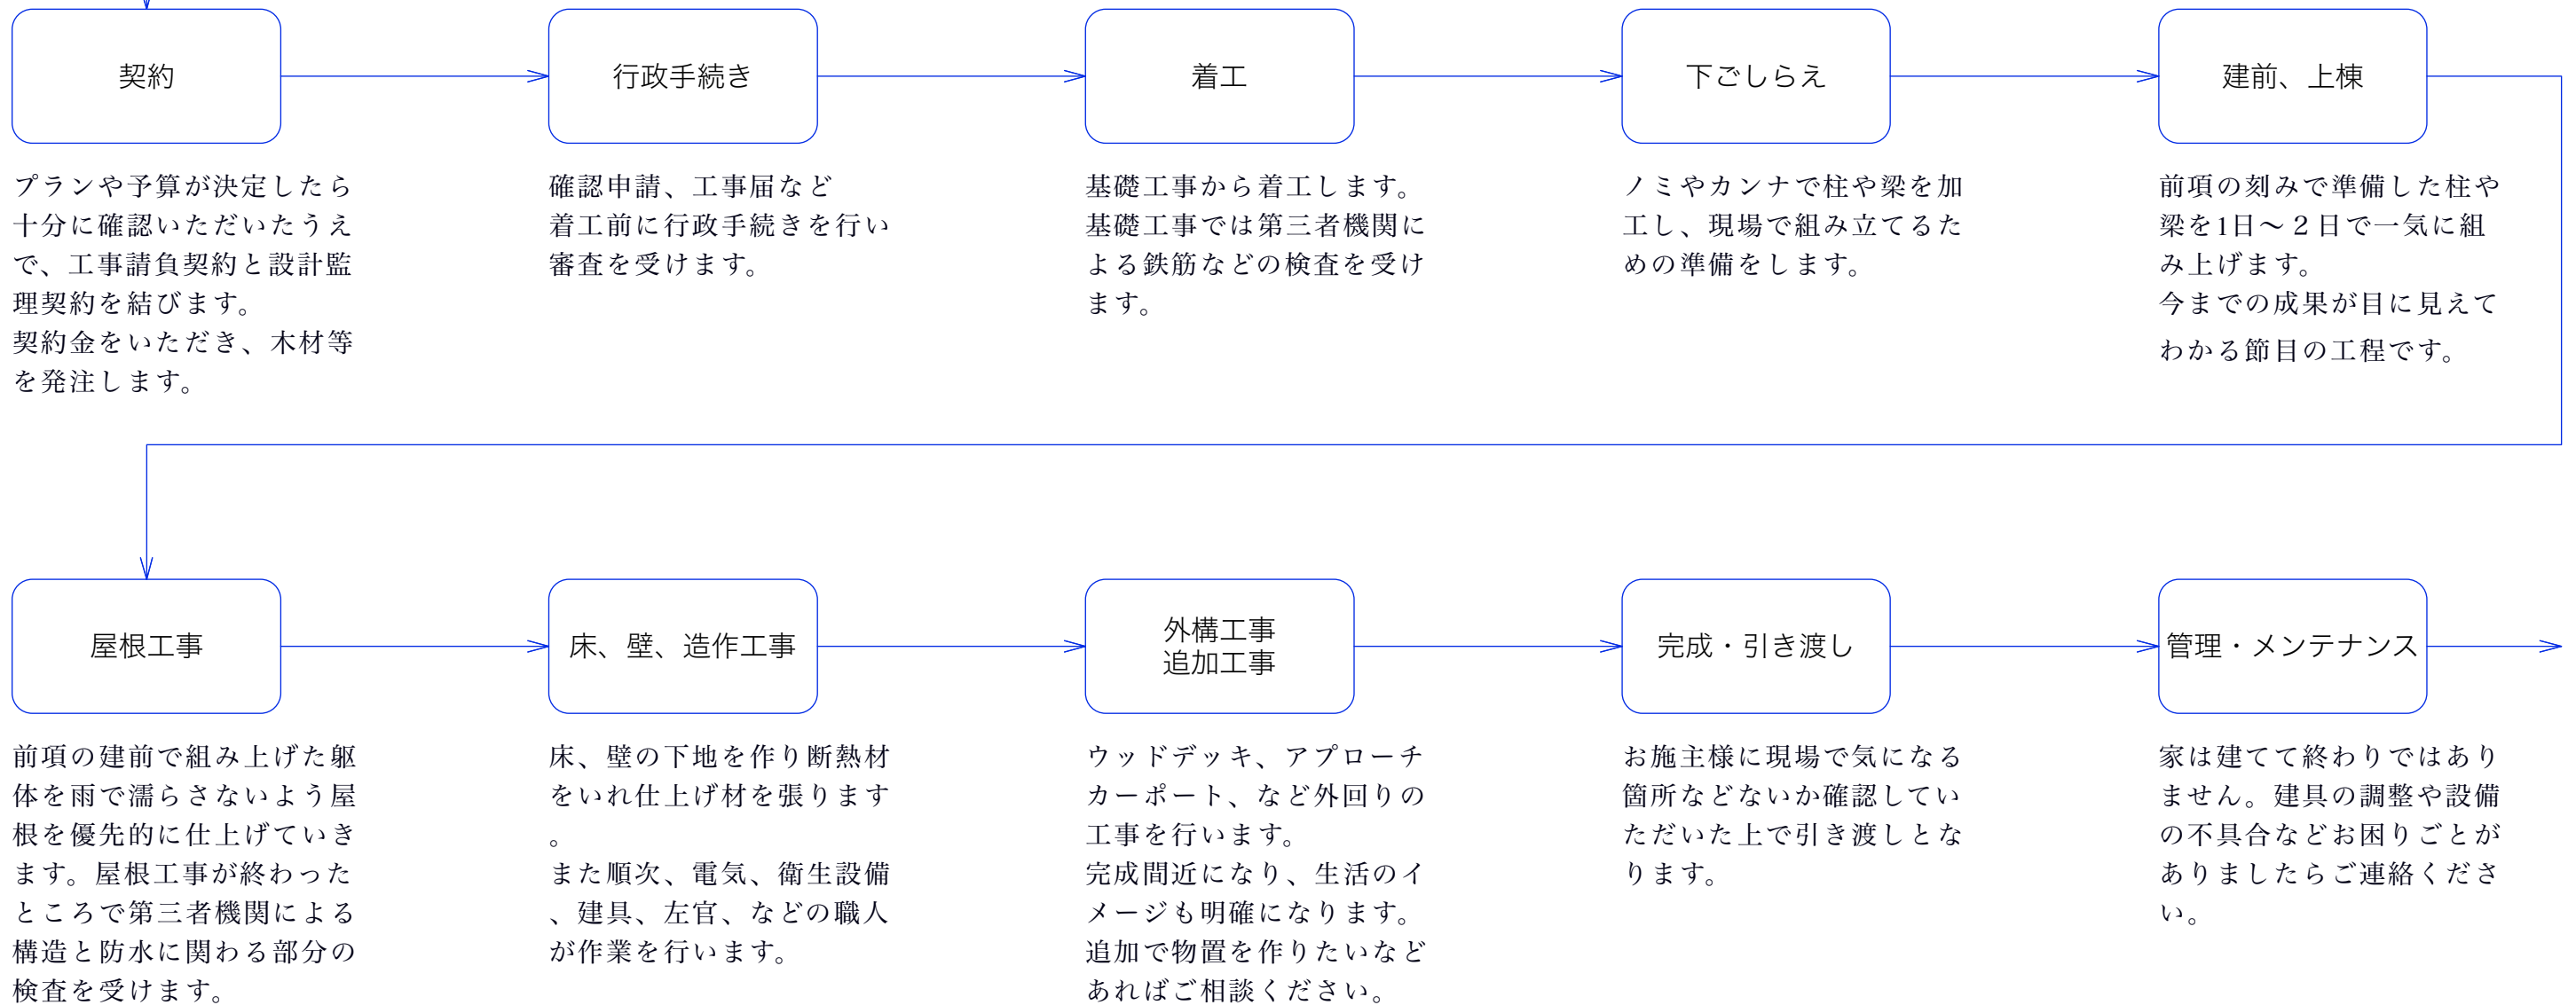 契約
プランや予算が決定したら
十分に確認いただいたうえ
で、工事請負契約と設計監
理契約を結びます。
契約金をいただき、木材等
を発注します。
行政手続き
確認申請、工事届など
着工前に行政手続きを行い
審査を受けます。
着工
基礎工事から着工します。
基礎工事では第三者機関に
よる鉄筋などの検査を受け
ます。
下ごしらえ
ノミやカンナで柱や梁を加
工し、現場で組み立てるた
めの準備をします。
建前、上棟
前項の刻みで準備した柱や
梁を1日〜２日で一気に組
み上げます。
今までの成果が目に見えて
わかる節目の工程です。
屋根工事
前項の建前で組み上げた躯
体を雨で濡らさないよう屋
根を優先的に仕上げていき
ます。屋根工事が終わった
ところで第三者機関による
構造と防水に関わる部分の
検査を受けます。
床、壁、造作工事
床、壁の下地を作り断熱材
をいれ仕上げ材を張ります
。
また順次、電気、衛生設備
、建具、左官、などの職人
が作業を行います。
外構工事
追加工事
ウッドデッキ、アプローチ
カーポート、など外回りの
工事を行います。
完成間近になり、生活のイ
メージも明確になります。
追加で物置を作りたいなど
あればご相談ください。
完成・引き渡し
お施主様に現場で気になる
箇所などないか確認してい
ただいた上で引き渡しとな
ります。
管理・メンテナンス
家は建てて終わりではあり
ません。建具の調整や設備
の不具合などお困りごとが
ありましたらご連絡くださ
い。